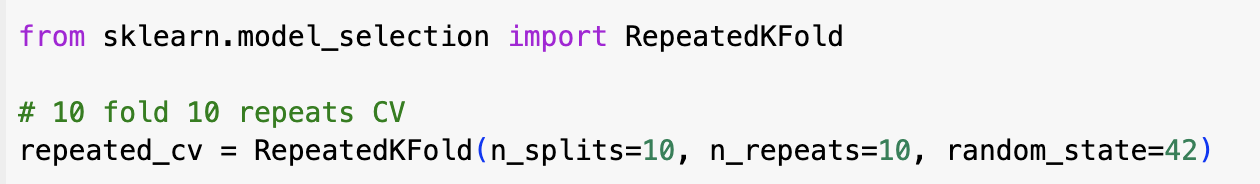 from sklearn.model_selection import RepeatedKFold
# 10 fold 10 repeats CV
repeated_cv = RepeatedKFold(n_splits=10, n_repeats=10, random_state=42)